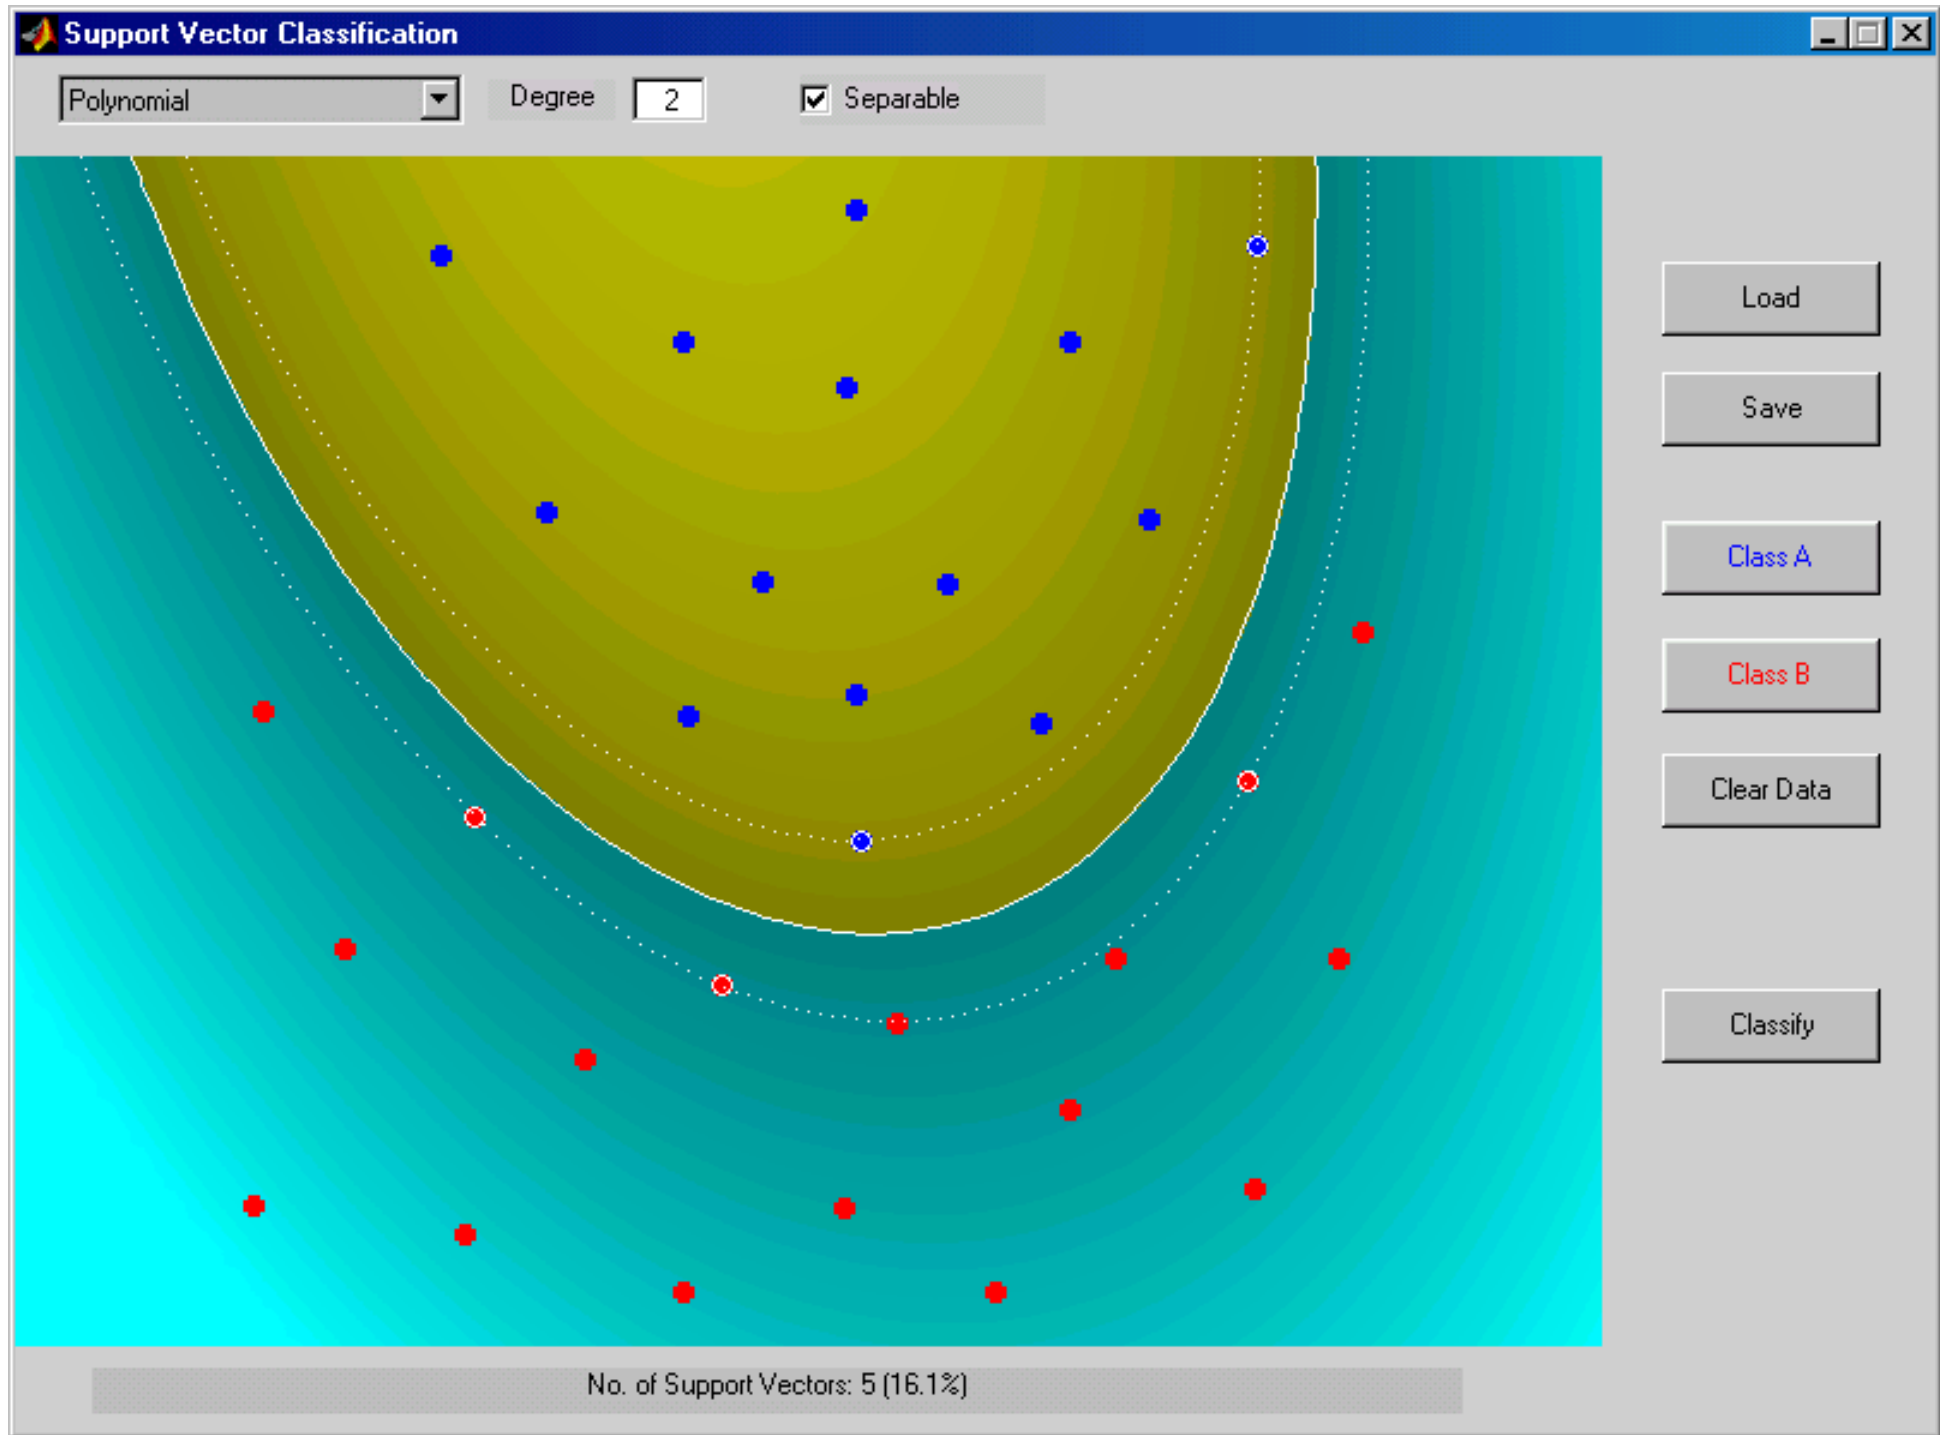 Support Vector Classification
Polynomial
Degree
2
Separable
Load
Save
Class A
Class B
Clear Data
Classify
No. of Support Vectors: 5 (16.1%)